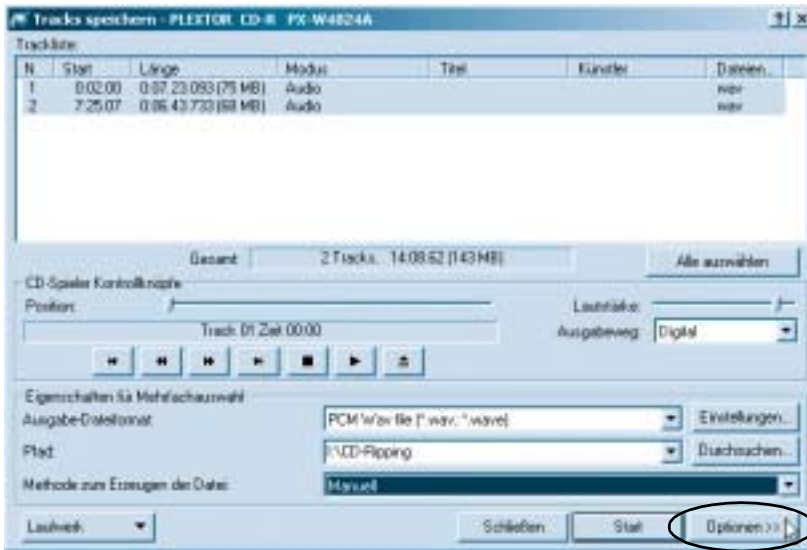 Tracks speichern - PLEXTOR CD-R PX-W4824A
Trackliste:
N Start Länge Modus Titel Künstler Dateien...
1 0:02.00 0:07.23.093 (75 MB) Audio wav
2 7:25.07 0:06.43.733 (68 MB) Audio wav
Gesamt: 2 Tracks. 14:08.62 (143 MB) Alle auswählen
CD-Spieler Kontrollknöpfe
Position: Lautstärke:
Track 01 Zeit 00:00 Ausgabeweg: Digital
Eigenschaften für Mehrfachauswahl
Ausgabe-Dateiformat: PCM Wav file (*.wav, *.wave) Einstellungen...
Pfad: I:\CD-Ripping Durchsuchen...
Methode zum Erzeugen der Datei: Manuell
Laufwerk Schließen Start Optionen >>